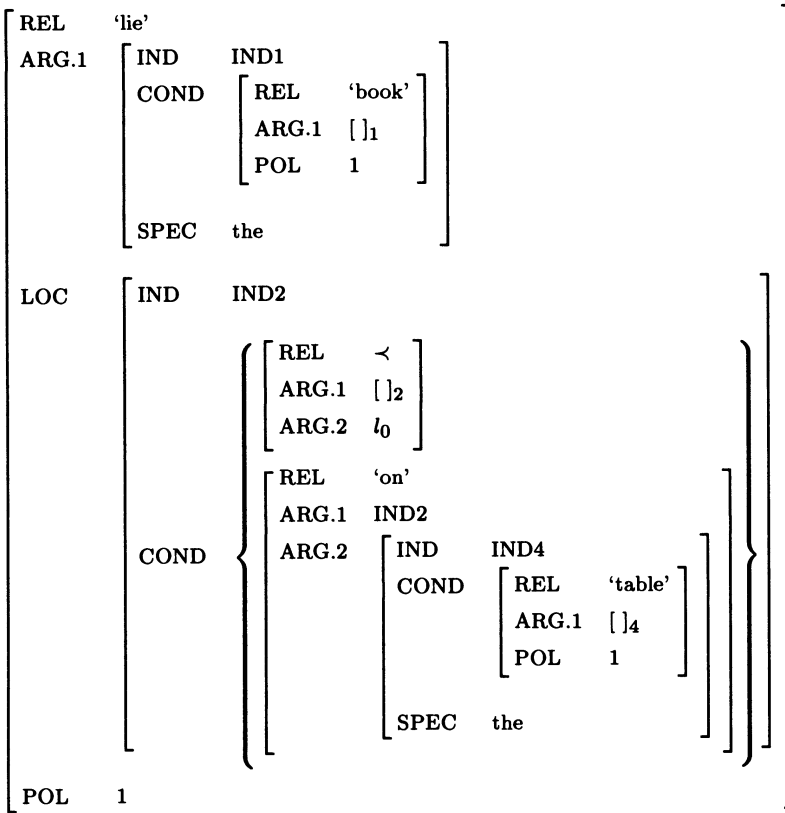 REL ‘lie’
ARG.1 IND IND1
COND REL ‘book’
ARG.1 [ ]1
POL 1
SPEC the
LOC IND IND2
REL ≺
ARG.1 [ ]2
ARG.2 l0
REL ‘on’
ARG.1 IND2
COND ARG.2 IND IND4
COND REL ‘table’
ARG.1 [ ]4
POL 1
SPEC the
POL 1